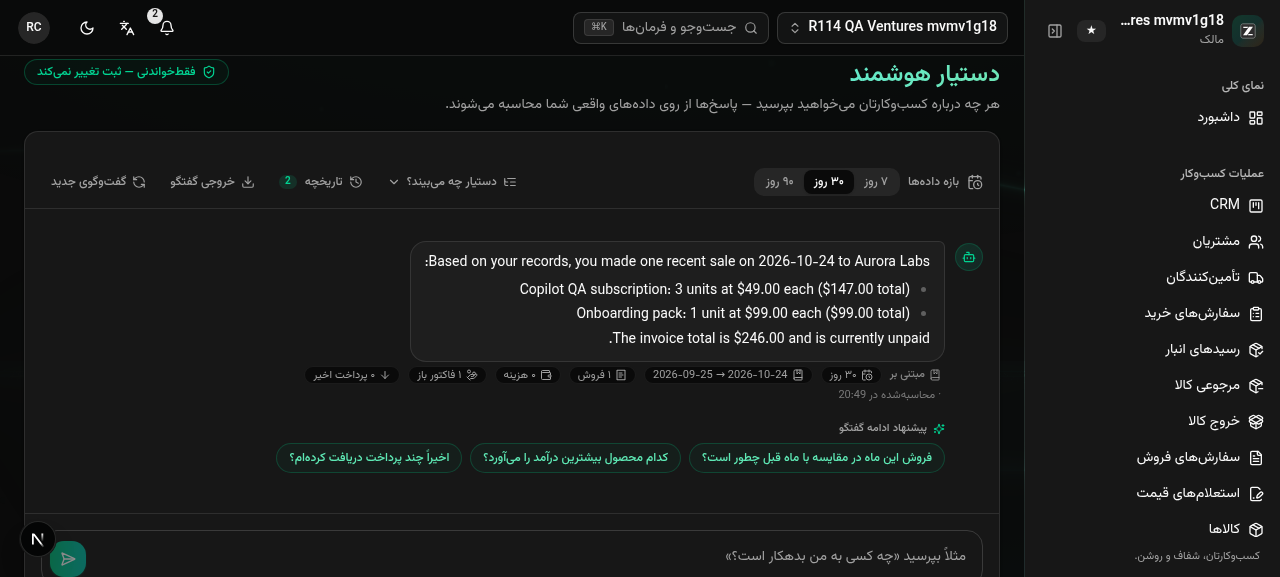 …res mvmv1g18
مالک
★
نمای کلی
داشبورد
عملیات کسب‌وکار
CRM
مشتریان
تأمین‌کنندگان
سفارش‌های خرید
رسیدهای انبار
مرجوعی کالا
خروج کالا
سفارش‌های فروش
استعلام‌های قیمت
کالاها
کسب‌وکارتان، شفاف و روشن.
R114 QA Ventures mvmv1g18
جست‌وجو و فرمان‌ها ⌘K
2
RC
دستیار هوشمند
فقط‌خواندنی — ثبت تغییر نمی‌کند
هر چه درباره کسب‌وکارتان می‌خواهید بپرسید — پاسخ‌ها از روی داده‌های واقعی شما محاسبه می‌شوند.
بازه داده‌ها ۷ روز ۳۰ روز ۹۰ روز
دستیار چه می‌بیند؟ تاریخچه 2 خروجی گفتگو گفت‌وگوی جدید
Based on your records, you made one recent sale on 2026-10-24 to Aurora Labs:
• Copilot QA subscription: 3 units at $49.00 each ($147.00 total)
• Onboarding pack: 1 unit at $99.00 each ($99.00 total)
The invoice total is $246.00 and is currently unpaid.
مبتنی بر ۳۰ روز 2026-09-25 → 2026-10-24 ۱ فروش ۰ هزینه ۱ فاکتور باز ۰ پرداخت اخیر
· محاسبه‌شده در 20:49
پیشنهاد ادامه گفتگو
فروش این ماه در مقایسه با ماه قبل چطور است؟ کدام محصول بیشترین درآمد را می‌آورد؟ اخیراً چند پرداخت دریافت کرده‌ام؟
مثلاً بپرسید «چه کسی به من بدهکار است؟»
N